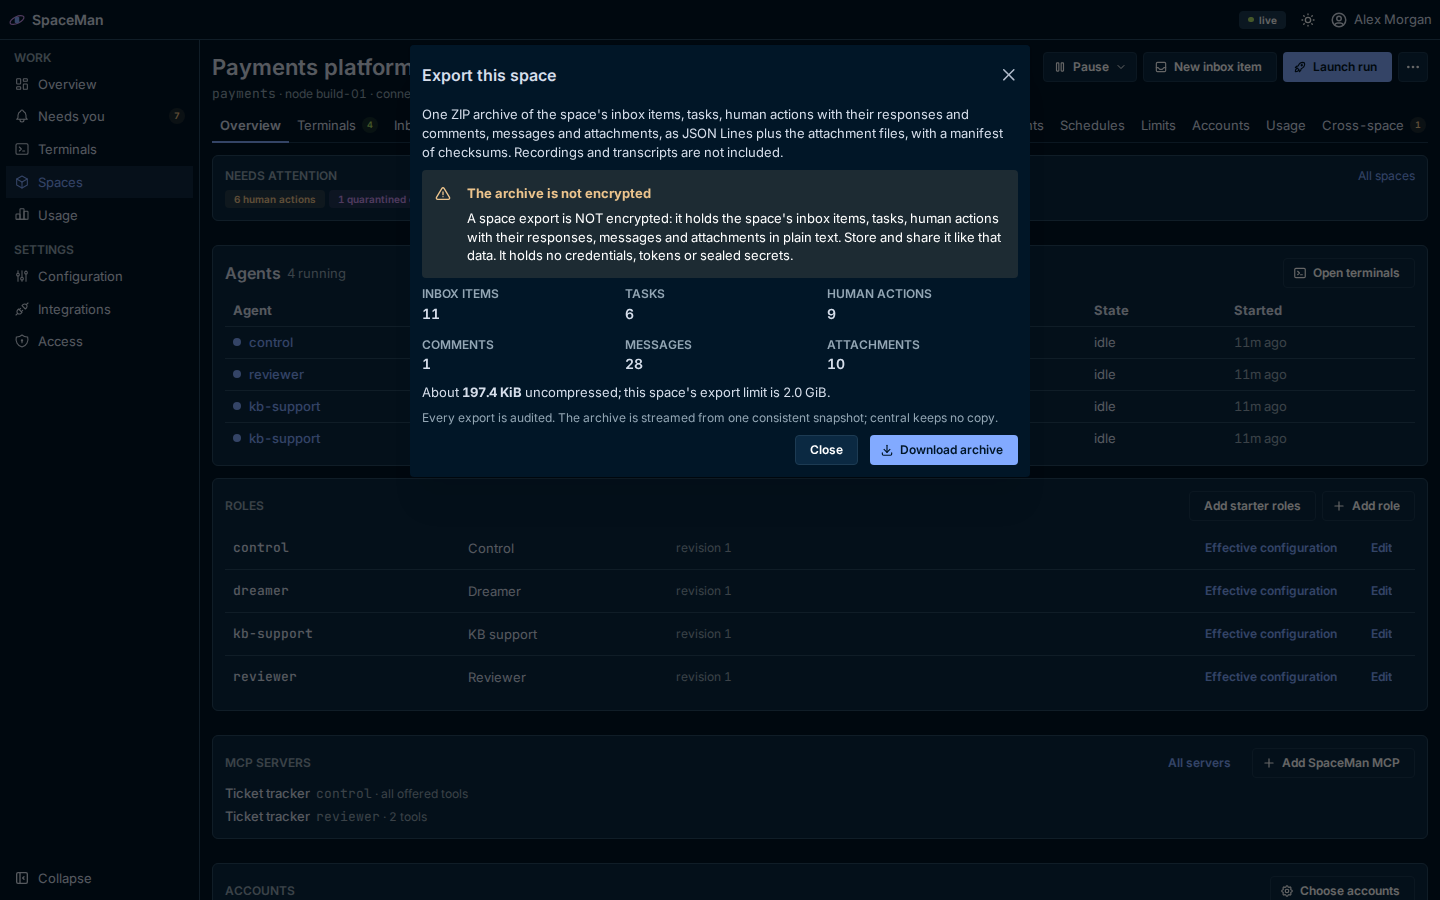 SpaceMan
live
Alex Morgan
WORK
Overview
Needs you 7
Terminals
Spaces
Usage
SETTINGS
Configuration
Integrations
Access
Collapse
Payments platform
payments · node build-01 ·
Pause
New inbox item
Launch run
Overview
Terminals 4
Schedules
Limits
Accounts
Usage
Cross-space 1
NEEDS ATTENTION
All spaces
6 human actions
1 quarantined
Export this space
One ZIP archive of the space's inbox items, tasks, human actions with their responses and
comments, messages and attachments, as JSON Lines plus the attachment files, with a manifest
of checksums. Recordings and transcripts are not included.
The archive is not encrypted
A space export is NOT encrypted: it holds the space's inbox items, tasks, human actions
with their responses, messages and attachments in plain text. Store and share it like that
data. It holds no credentials, tokens or sealed secrets.
INBOX ITEMS TASKS HUMAN ACTIONS
11 6 9
COMMENTS MESSAGES ATTACHMENTS
1 28 10
About 197.4 KiB uncompressed; this space's export limit is 2.0 GiB.
Every export is audited. The archive is streamed from one consistent snapshot; central keeps no copy.
Close
Download archive
Agents 4 running
Open terminals
Agent State Started
control idle 11m ago
reviewer idle 11m ago
kb-support idle 11m ago
kb-support idle 11m ago
ROLES
Add starter roles
Add role
control Control revision 1 Effective configuration Edit
dreamer Dreamer revision 1 Effective configuration Edit
kb-support KB support revision 1 Effective configuration Edit
reviewer Reviewer revision 1 Effective configuration Edit
MCP SERVERS
All servers
Add SpaceMan MCP
Ticket tracker control · all offered tools
Ticket tracker reviewer · 2 tools
ACCOUNTS
Choose accounts